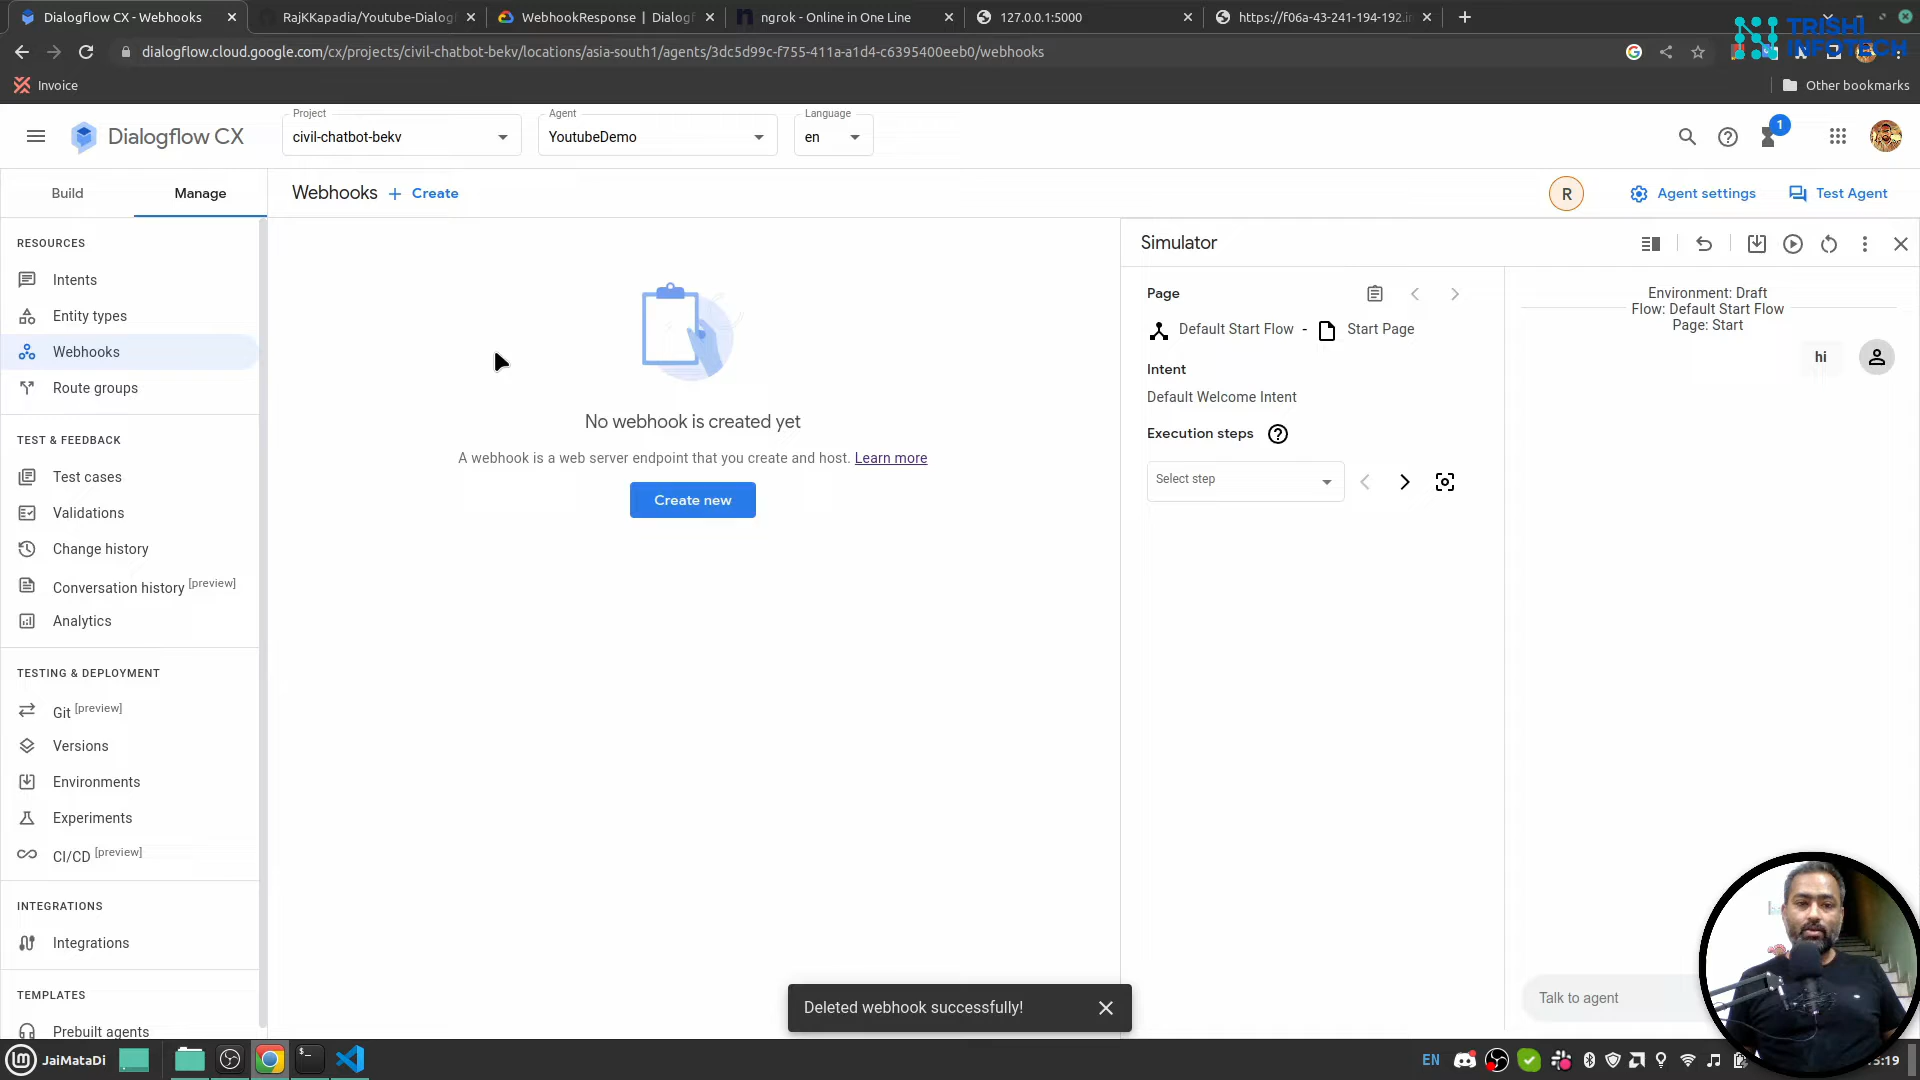 Dialogflow CX - Webhooks
RajKKapadia/Youtube-Dialogf
WebhookResponse | Dialogf
ngrok - Online in One Line
127.0.0.1:5000
https://f06a-43-241-194-192.in
dialogflow.cloud.google.com/cx/projects/civil-chatbot-bekv/locations/asia-south1/agents/3dc5d99c-f755-411a-a1d4-c6395400eeb0/webhooks
TRISHI
INFOTECH
Invoice
Other bookmarks
Dialogflow CX
Project
civil-chatbot-bekv
Agent
YoutubeDemo
Language
en
1
Build
Manage
Webhooks
Create
R
Agent settings
Test Agent
RESOURCES
Intents
Entity types
Webhooks
Route groups
TEST & FEEDBACK
Test cases
Validations
Change history
Conversation history [preview]
Analytics
TESTING & DEPLOYMENT
Git [preview]
Versions
Environments
Experiments
CI/CD [preview]
INTEGRATIONS
Integrations
TEMPLATES
Prebuilt agents
No webhook is created yet
A webhook is a web server endpoint that you create and host. Learn more
Create new
Simulator
Page
Default Start Flow - Start Page
Intent
Default Welcome Intent
Execution steps
Select step
Environment: Draft
Flow: Default Start Flow
Page: Start
hi
Talk to agent
Deleted webhook successfully!
JaiMataDi
EN